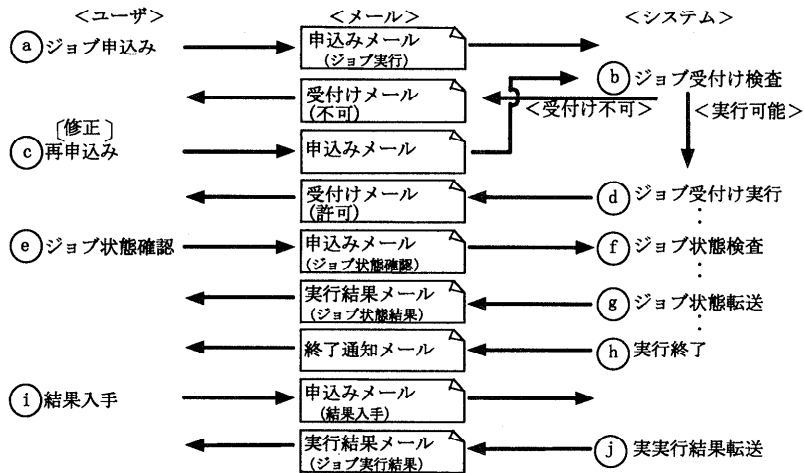 <ユーザ> <メール> <システム>
ⓐジョブ申込み 申込みメール
(ジョブ実行)
ⓑジョブ受付け検査
受付けメール
(不可) <受付け不可> <実行可能>
〔修正〕
ⓒ再申込み 申込みメール
受付けメール
(許可) ⓓジョブ受付け実行
ⓔジョブ状態確認 申込みメール
(ジョブ状態確認) ⓕジョブ状態検査
実行結果メール
(ジョブ状態結果) ⓖジョブ状態転送
終了通知メール ⓗ実行終了
ⓘ結果入手 申込みメール
(結果入手)
実行結果メール
(ジョブ実行結果) ⓙ実実行結果転送